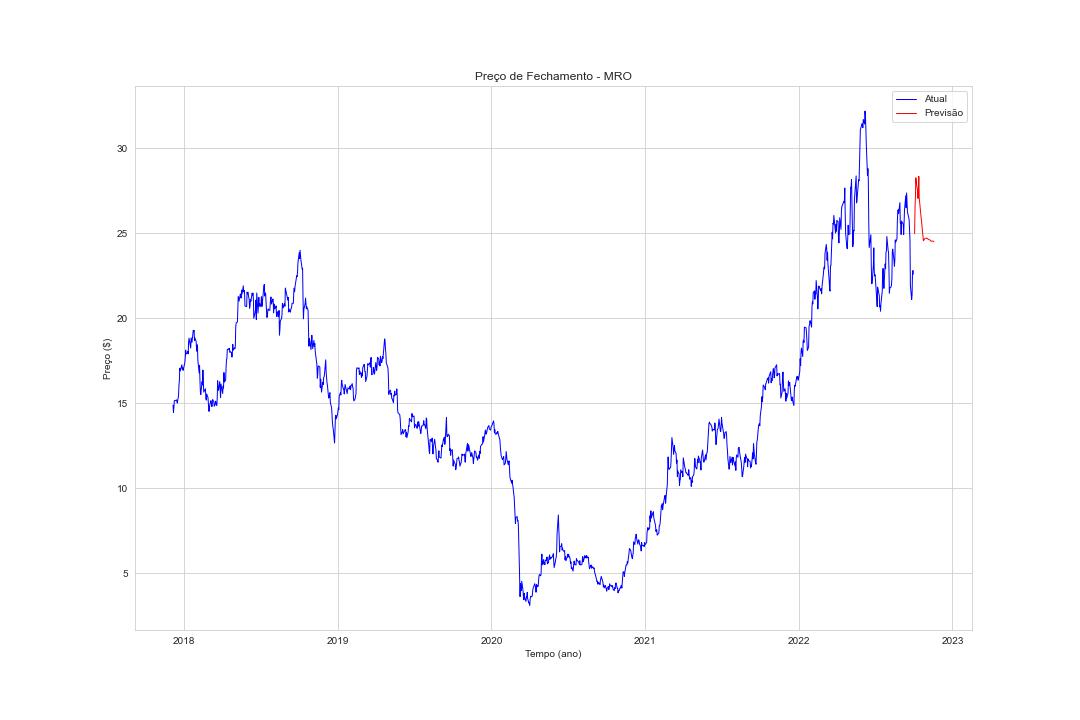 Preço de Fechamento - MRO
Atual
Previsão
30
25
20
15
10
5
Preço ($)
2018 2019 2020 2021 2022 2023
Tempo (ano)